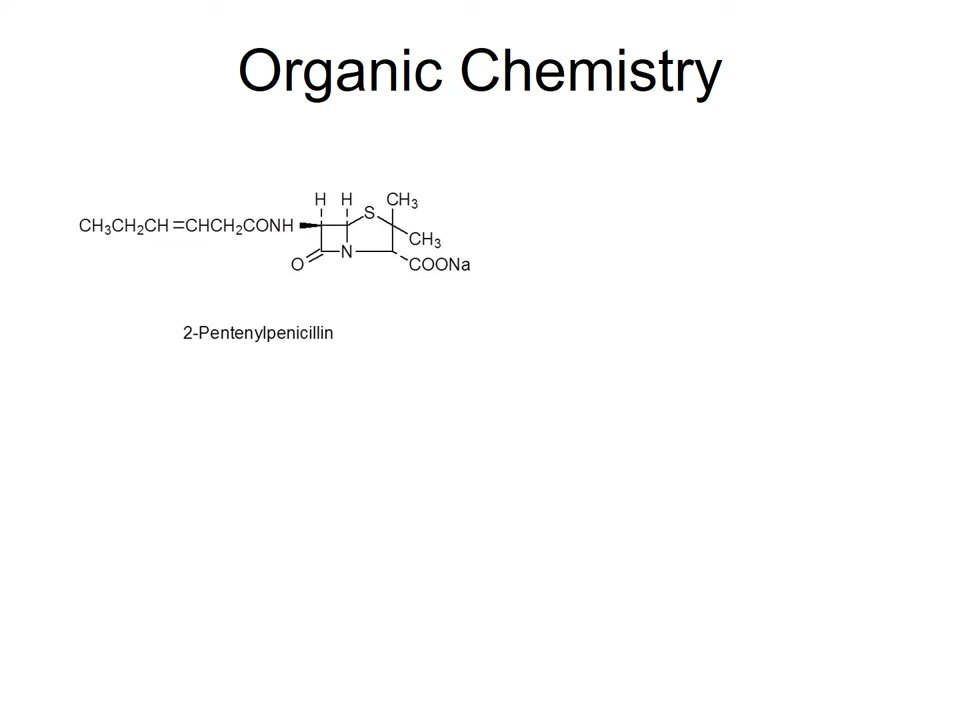 Organic Chemistry
H H CH₃
S
CH₃CH₂CH=CHCH₂CONH
CH₃
N
O COONa
2-Pentenylpenicillin